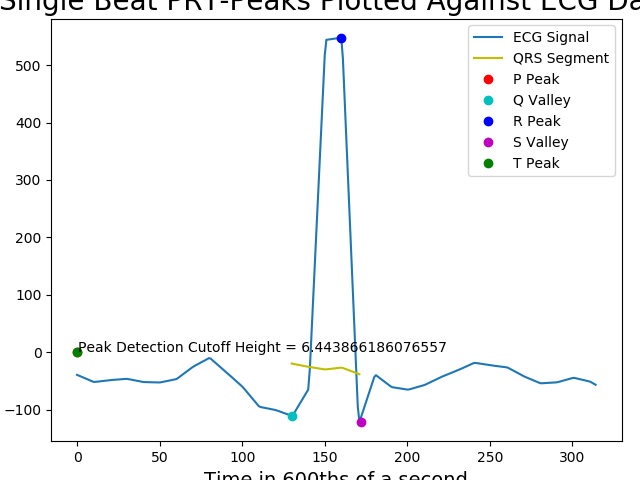 Single Beat PRT-Peaks Plotted Against ECG Da
ECG Signal
QRS Segment
P Peak
Q Valley
R Peak
S Valley
T Peak
500
400
300
200
100
0
−100
Peak Detection Cutoff Height = 6.443866186076557
0 50 100 150 200 250 300
Time in 600ths of a second